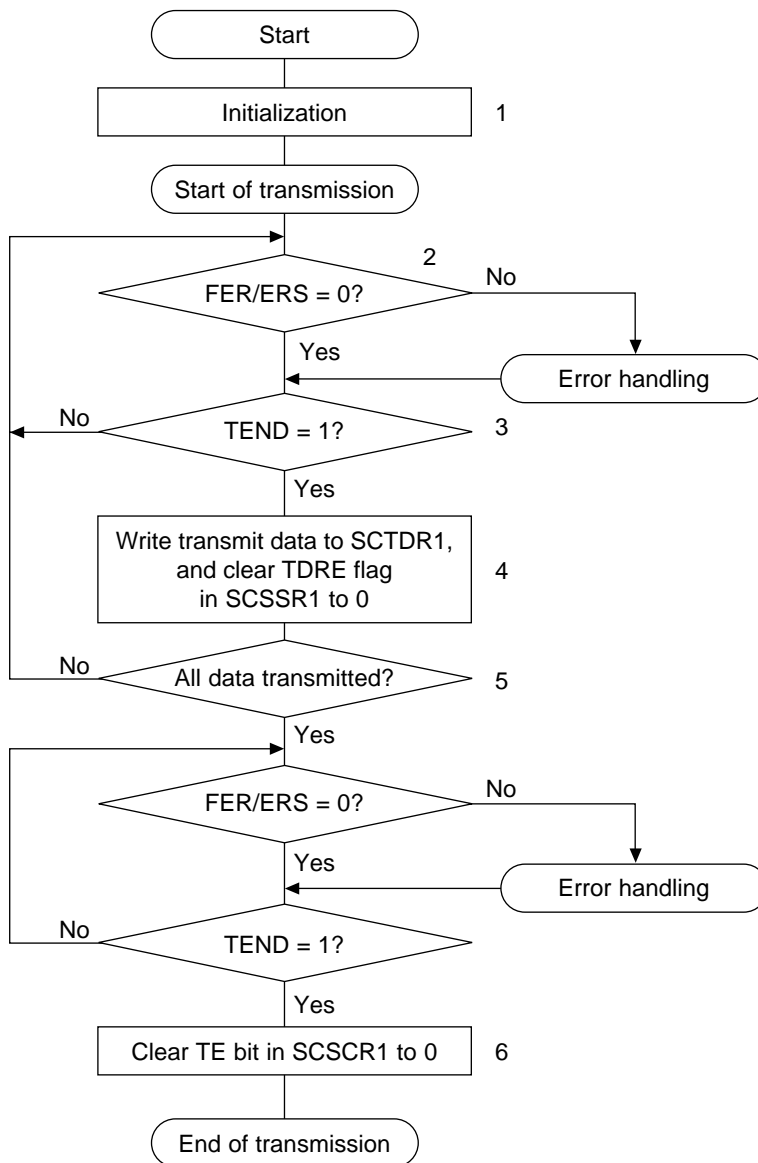 Start
Initialization
1
Start of transmission
2
FER/ERS = 0?
No
Yes
Error handling
No
TEND = 1?
3
Yes
Write transmit data to SCTDR1,
and clear TDRE flag
in SCSSR1 to 0
4
No
All data transmitted?
5
Yes
FER/ERS = 0?
No
Yes
Error handling
No
TEND = 1?
Yes
Clear TE bit in SCSCR1 to 0
6
End of transmission